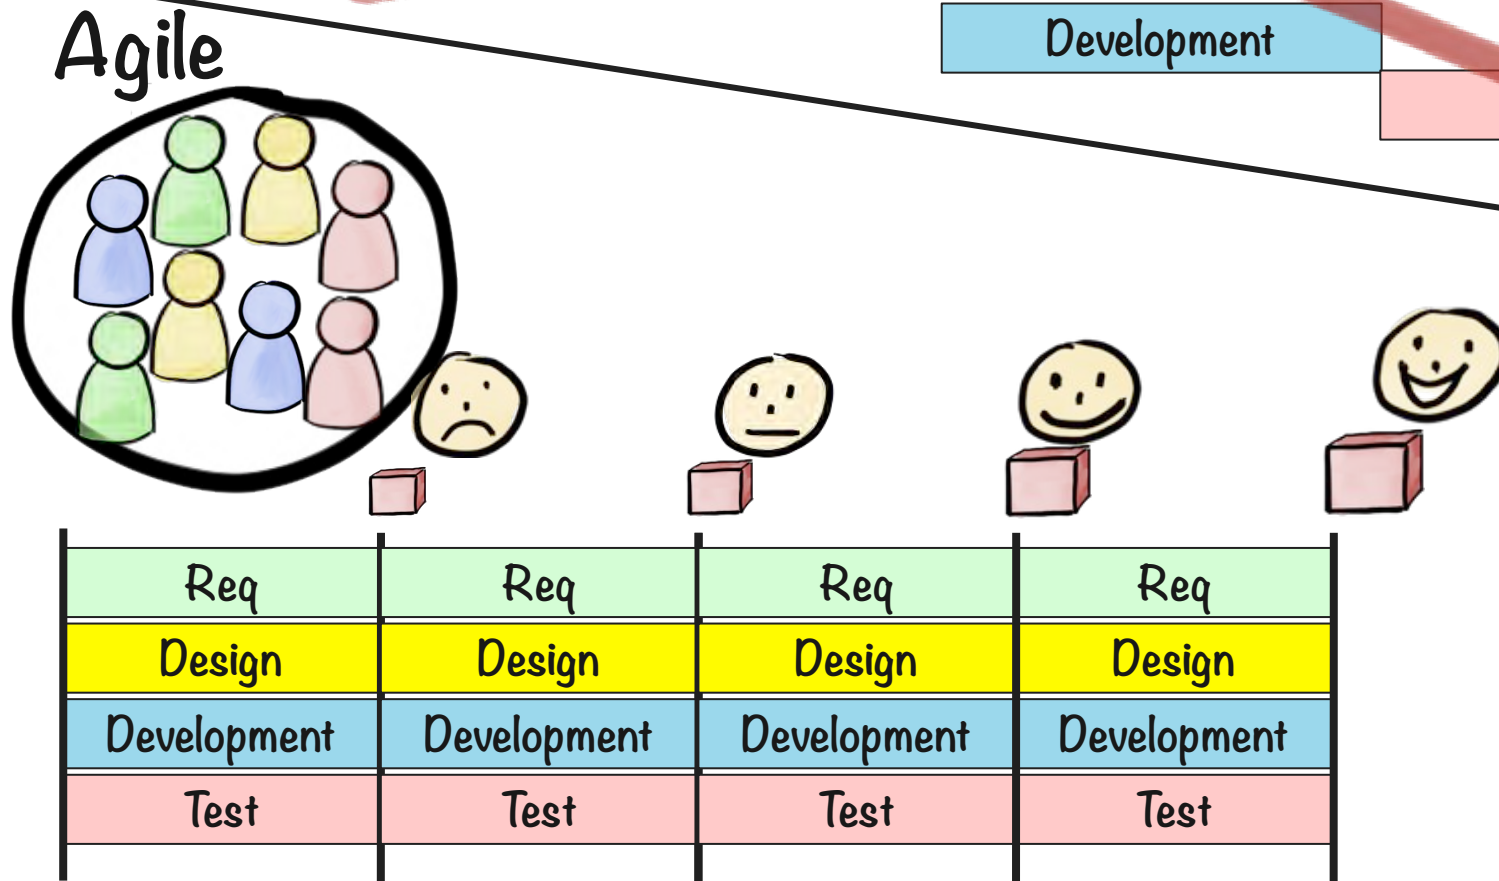 Agile
Development
Req Req Req Req
Design Design Design Design
Development Development Development Development
Test Test Test Test